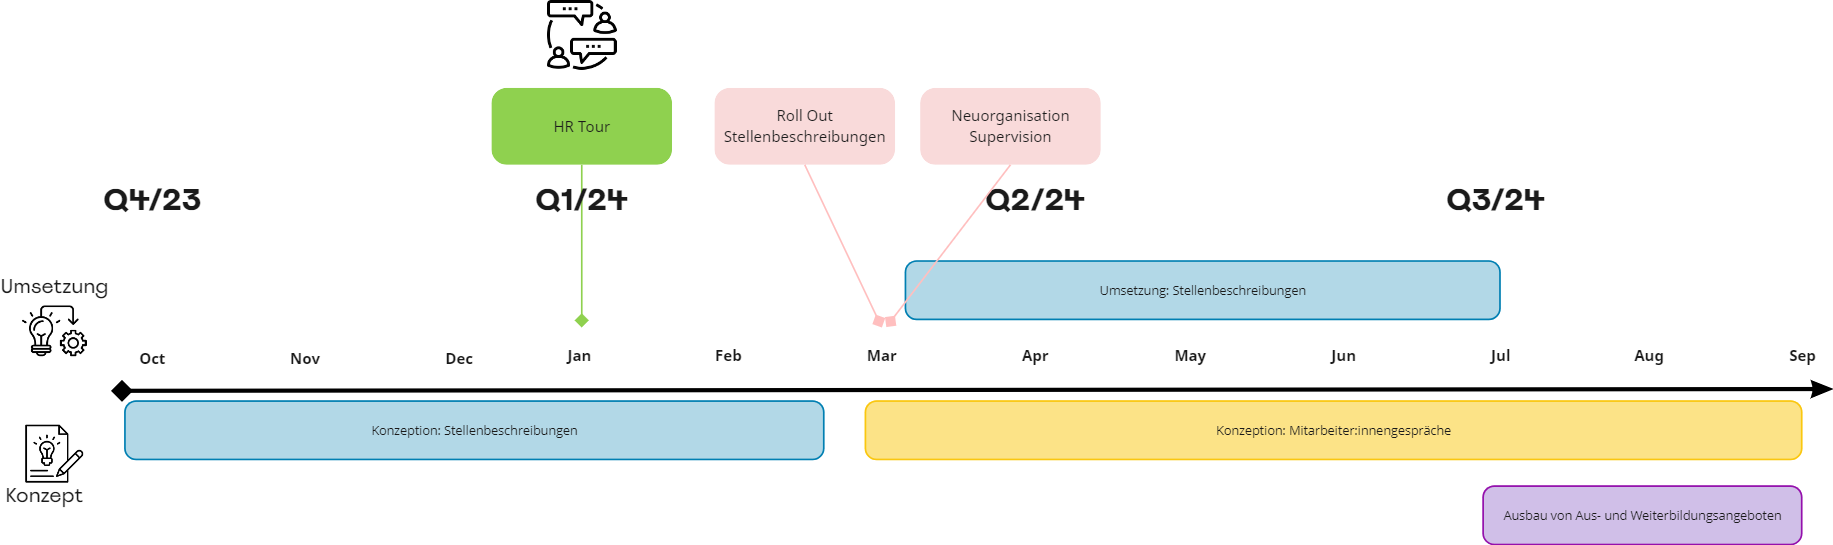 HR Tour
Roll Out
Stellenbeschreibungen
Neuorganisation
Supervision
Q4/23
Q1/24
Q2/24
Q3/24
Umsetzung
Umsetzung: Stellenbeschreibungen
Oct
Nov
Dec
Jan
Feb
Mar
Apr
May
Jun
Jul
Aug
Sep
Konzeption: Stellenbeschreibungen
Konzeption: Mitarbeiter:innengespräche
Konzept
Ausbau von Aus- und Weiterbildungsangeboten